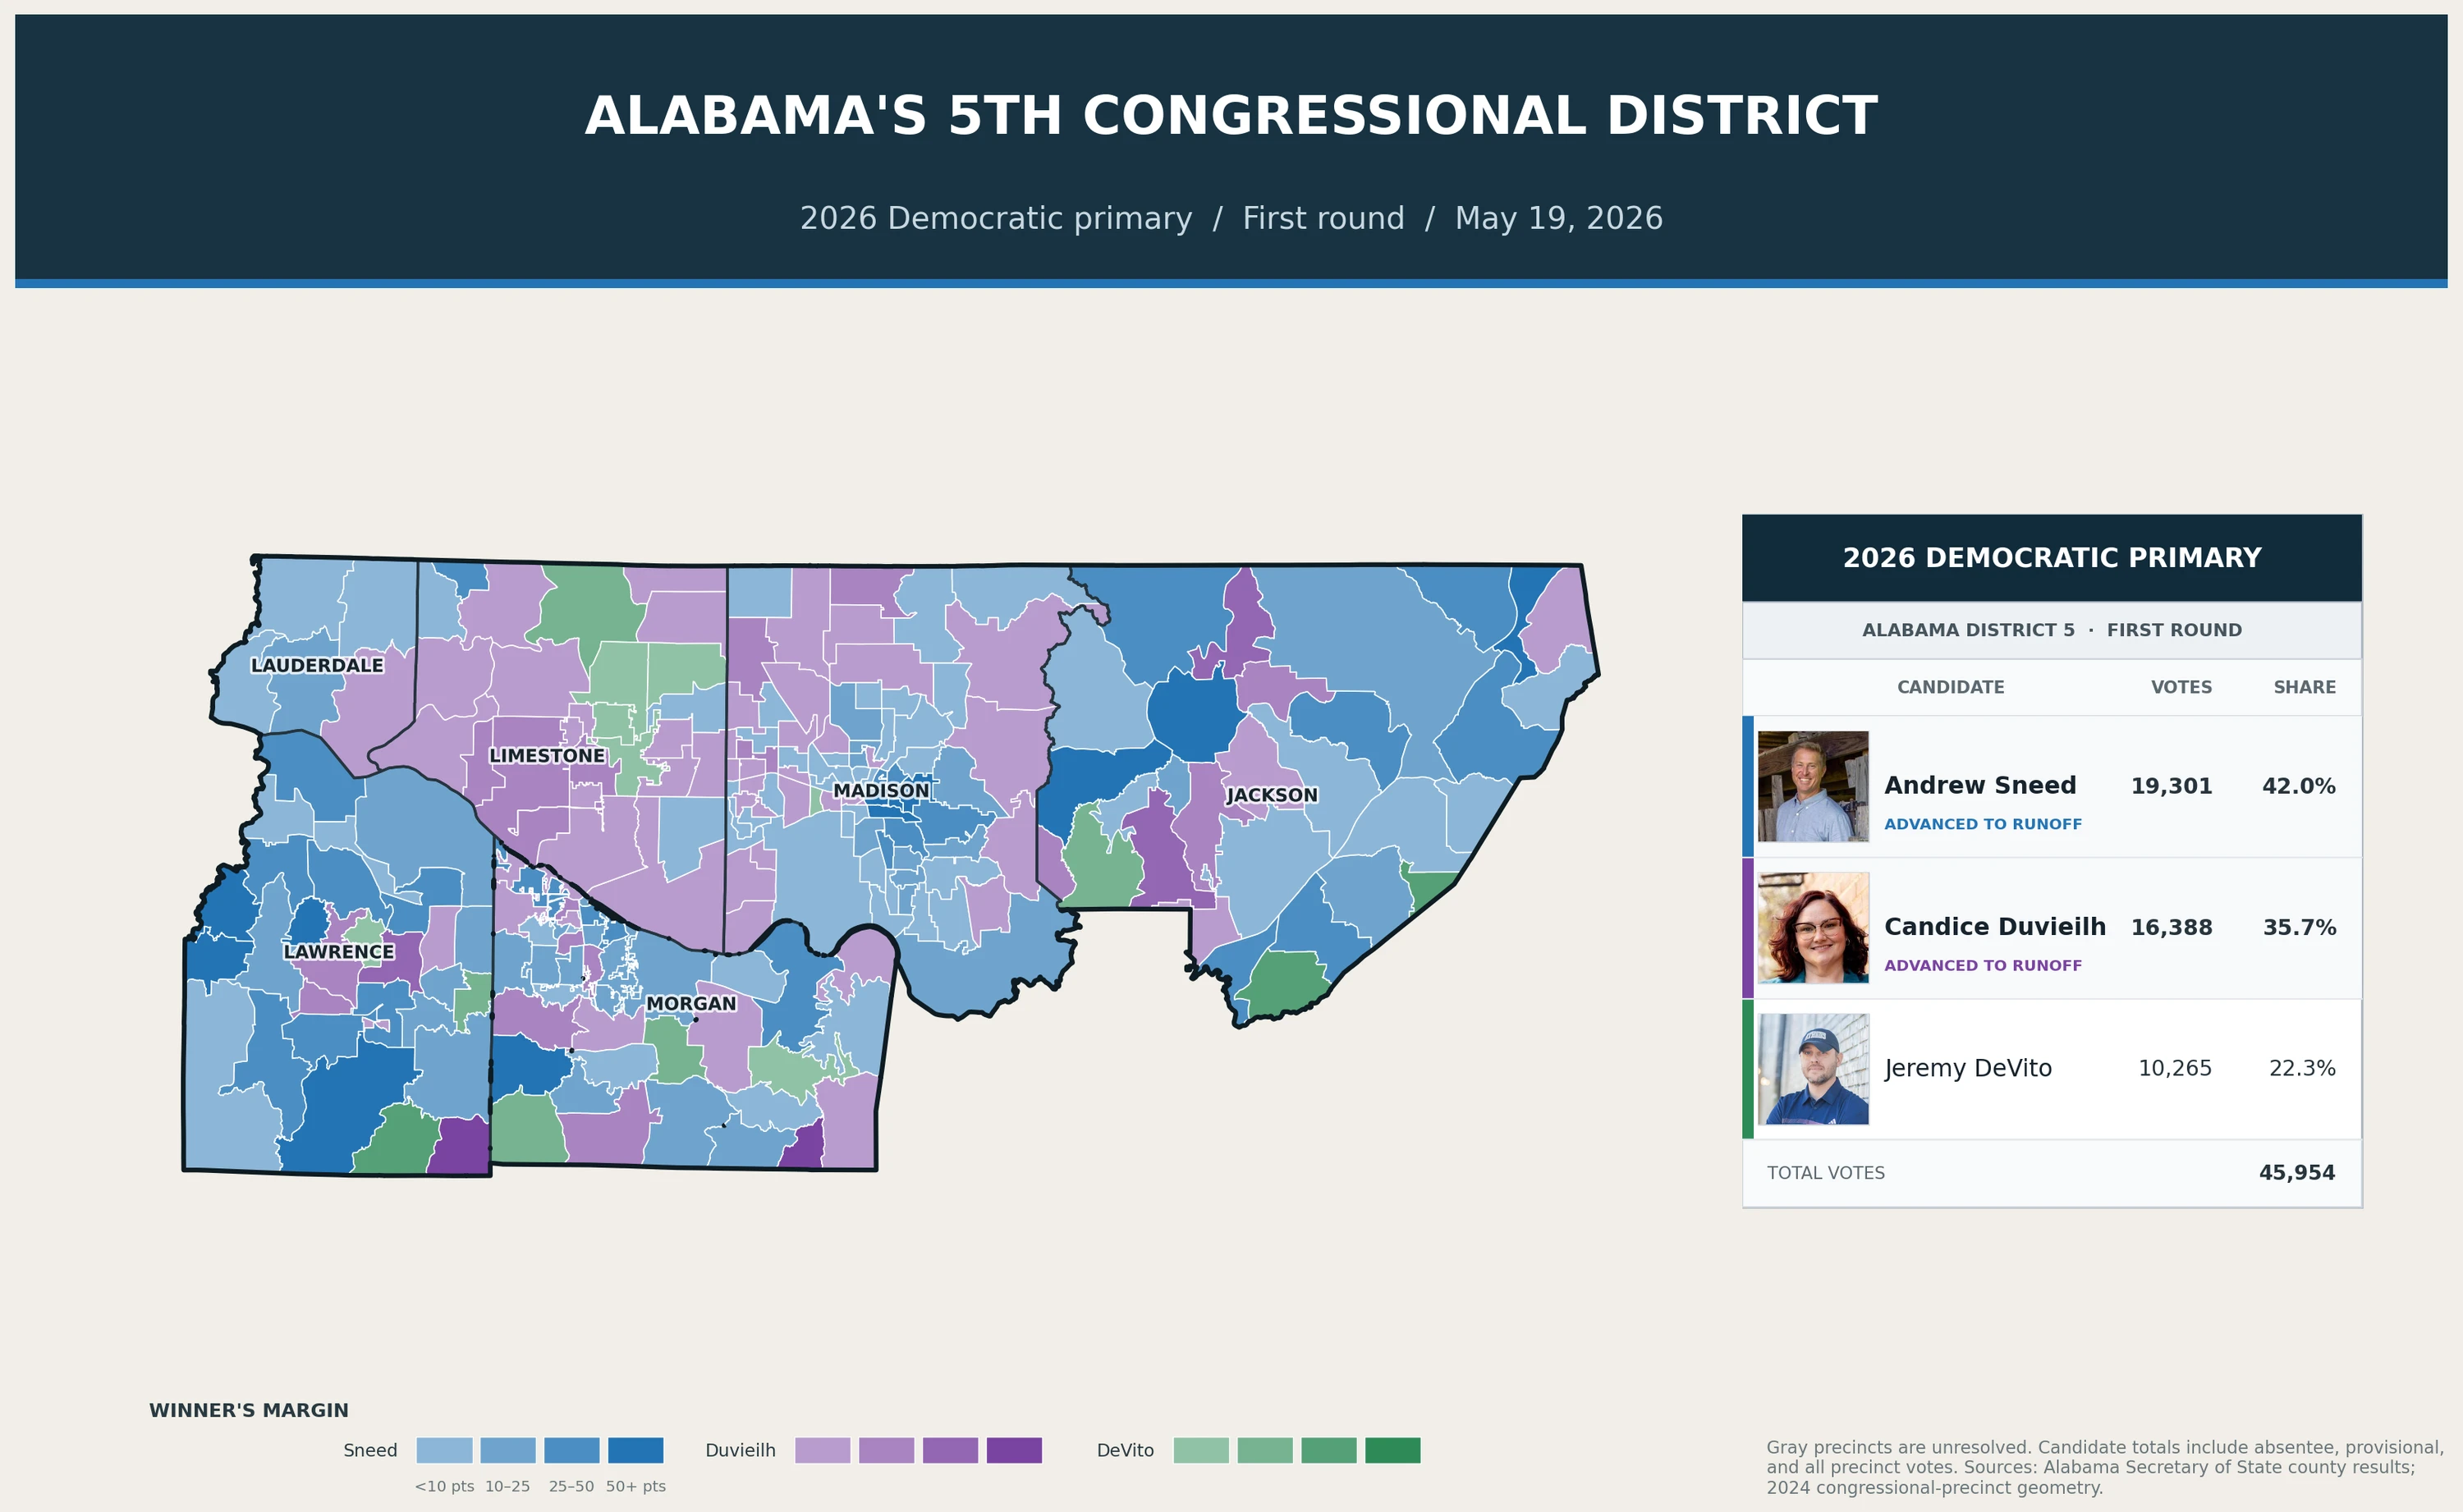 ALABAMA'S 5TH CONGRESSIONAL DISTRICT
2026 Democratic primary / First round / May 19, 2026
LAUDERDALE
LIMESTONE
MADISON
JACKSON
LAWRENCE
MORGAN
2026 DEMOCRATIC PRIMARY
ALABAMA DISTRICT 5 · FIRST ROUND
CANDIDATE VOTES SHARE
Andrew Sneed 19,301 42.0%
ADVANCED TO RUNOFF
Candice Duvieilh 16,388 35.7%
ADVANCED TO RUNOFF
Jeremy DeVito 10,265 22.3%
TOTAL VOTES 45,954
WINNER'S MARGIN
Sneed Duvieilh DeVito
<10 pts 10–25 25–50 50+ pts
Gray precincts are unresolved. Candidate totals include absentee, provisional,
and all precinct votes. Sources: Alabama Secretary of State county results;
2024 congressional-precinct geometry.